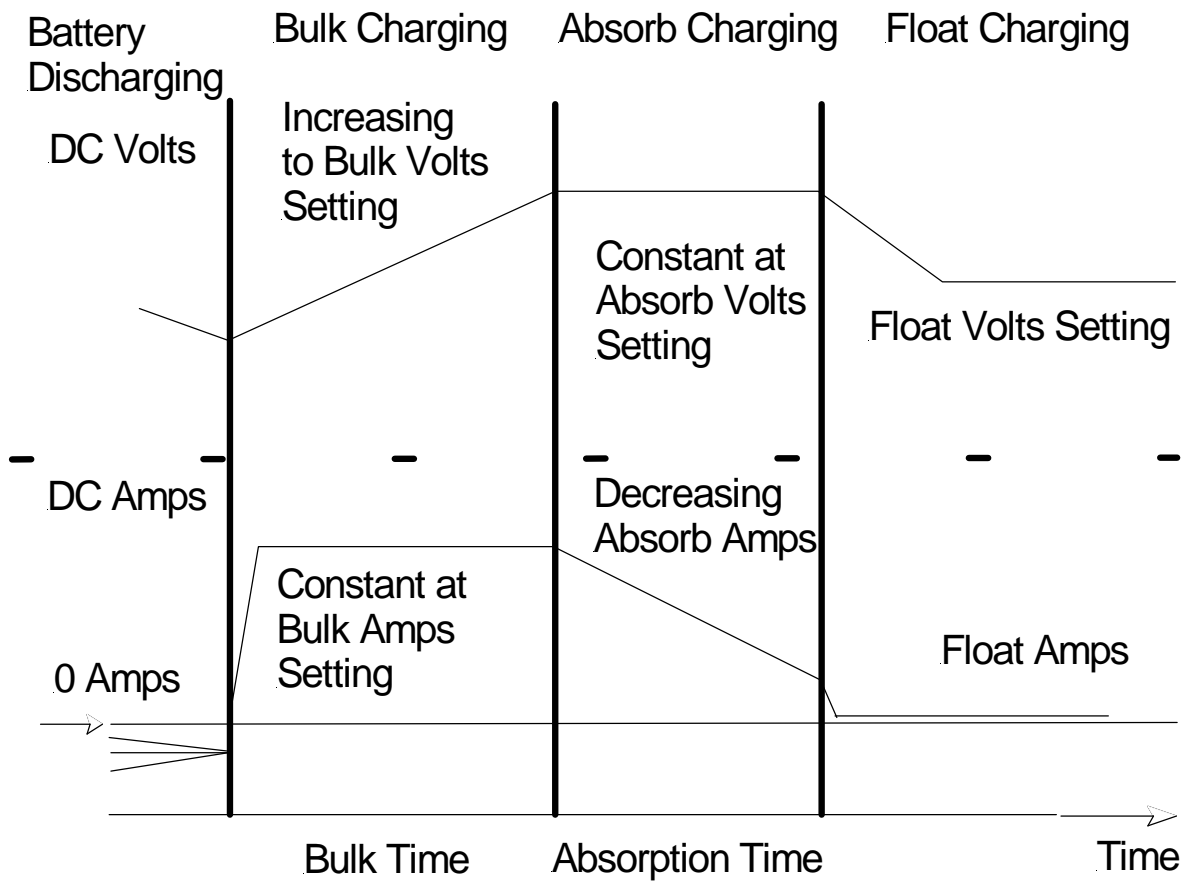 Battery
Discharging
Bulk Charging
Absorb Charging
Float Charging
DC Volts
Increasing
to Bulk Volts
Setting
Constant at
Absorb Volts
Setting
Float Volts Setting
DC Amps
Decreasing
Absorb Amps
Constant at
Bulk Amps
Setting
0 Amps
Float Amps
Bulk Time
Absorption Time
Time